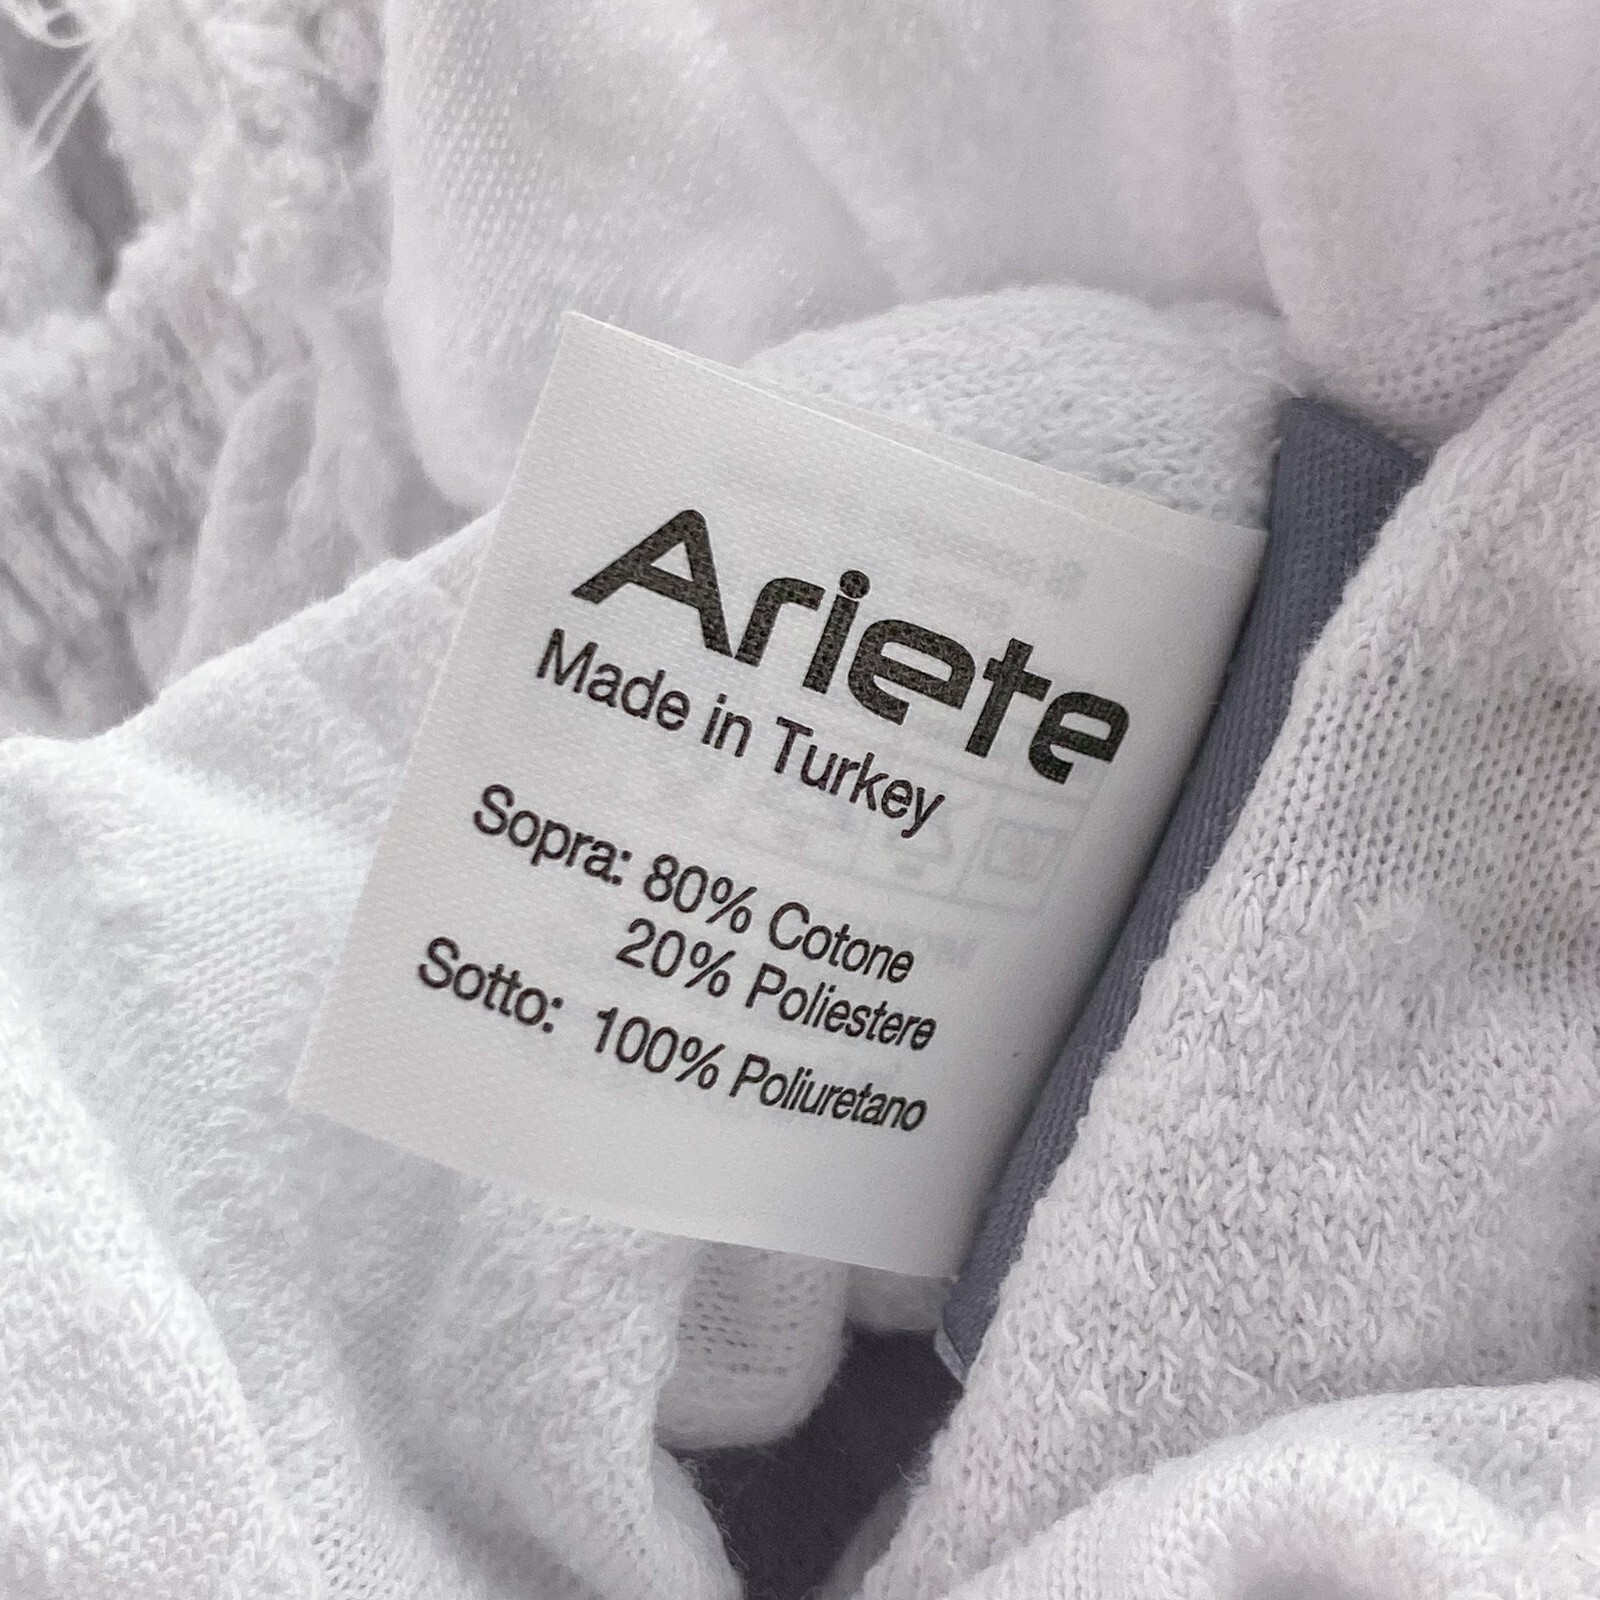 Ariete
Made in Turkey
Sopra: 80% Cotone
20% Poliestere
Sotto: 100% Poliuretano